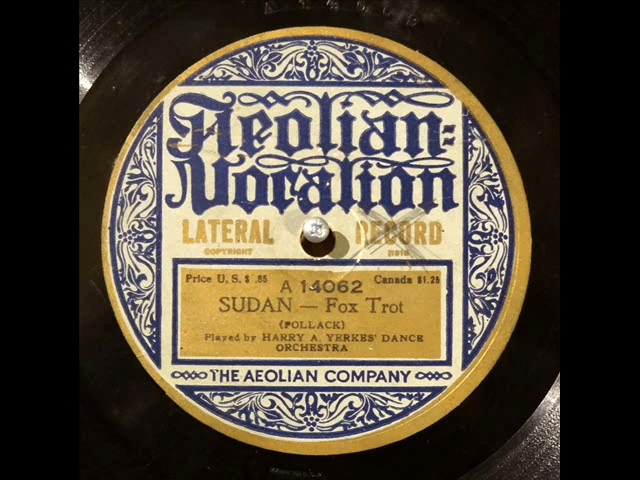 Aeolian=
Vocalion
LATERAL RECORD
COPYRIGHT
Price U.S. $ .85 Canada $1.25
A 14062
SUDAN — Fox Trot
(POLLACK)
Played by HARRY A. YERKES' DANCE
ORCHESTRA
THE AEOLIAN COMPANY